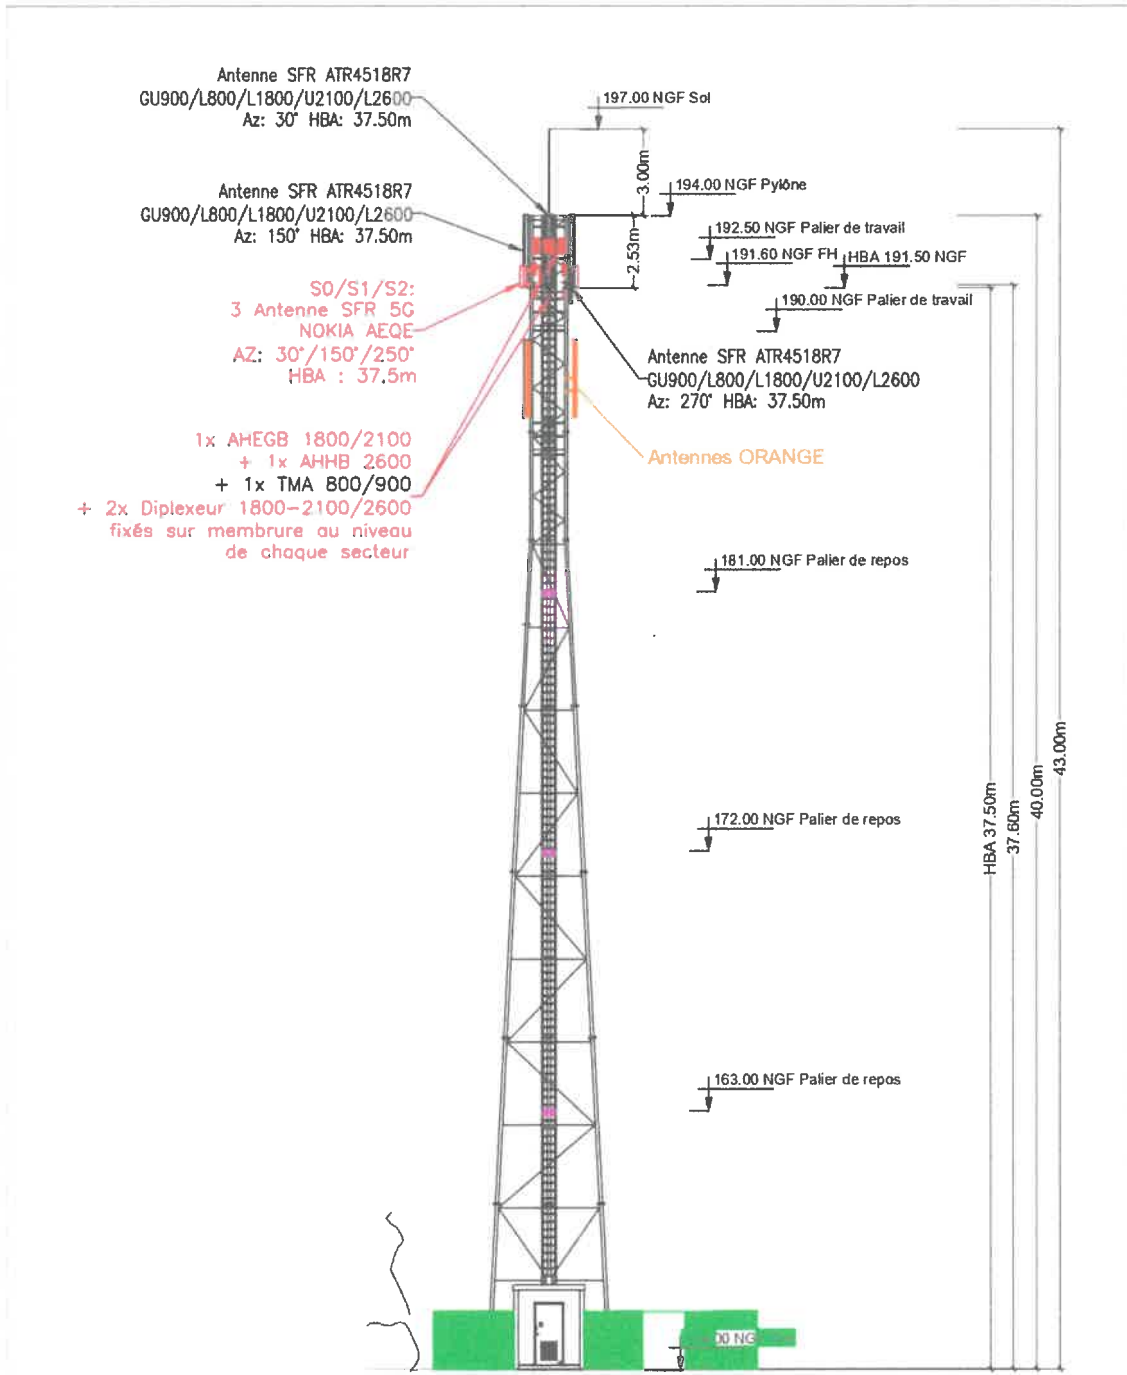 Antenne SFR ATR4518R7
GU900/L800/L1800/U2100/L2600
Az: 30° HBA: 37.50m
197.00 NGF Sol
3.00m
194.00 NGF Pylône
Antenne SFR ATR4518R7
GU900/L800/L1800/U2100/L2600
Az: 150° HBA: 37.50m
192.50 NGF Palier de travail
2.53m
191.60 NGF FH
HBA 191.50 NGF
190.00 NGF Palier de travail
S0/S1/S2:
3 Antenne SFR 5G
NOKIA AEQE
AZ: 30°/150°/250°
HBA : 37.5m
Antenne SFR ATR4518R7
GU900/L800/L1800/U2100/L2600
Az: 270° HBA: 37.50m
Antennes ORANGE
1x AHEGB 1800/2100
+ 1x AHHB 2600
+ 1x TMA 800/900
+ 2x Diplexeur 1800-2100/2600
fixés sur membrure au niveau
de chaque secteur
181.00 NGF Palier de repos
172.00 NGF Palier de repos
163.00 NGF Palier de repos
HBA 37.50m
37.60m
40.00m
43.00m